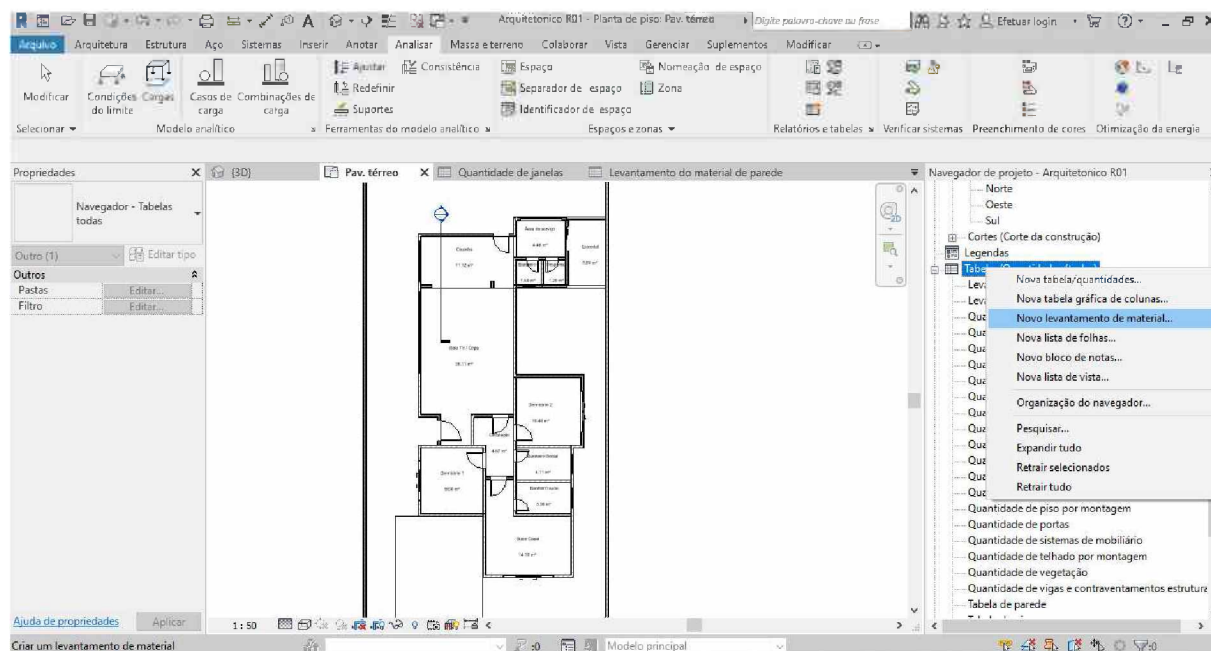 Arquitetonico R01 - Planta de piso: Pav. térreo
Digite palavra-chave ou frase
Efetuar login
Arquivo Arquitetura Estrutura Aço Sistemas Inserir Anotar Analisar Massa e terreno Colaborar Vista Gerenciar Suplementos Modificar
Modificar
Condições do limite
Cargas
Casos de carga
Combinações de carga
Ajustar
Consistência
Redefinir
Suportes
Espaço
Nomeação de espaço
Separador de espaço
Zona
Identificador de espaço
Selecionar
Modelo analítico
Ferramentas do modelo analítico
Espaços e zonas
Relatórios e tabelas
Verificar sistemas
Preenchimento de cores
Otimização da energia
Propriedades
Navegador - Tabelas
todas
Outro (1)
Editar tipo
Outros
Pastas Editar...
Filtro Editar...
Ajuda de propriedades
Aplicar
{3D}
Pav. térreo
Quantidade de janelas
Levantamento do material de parede
Navegador de projeto - Arquitetonico R01
Norte
Oeste
Sul
Cortes (Corte da construção)
Legendas
Nova tabela/quantidades...
Nova tabela gráfica de colunas...
Novo levantamento de material...
Nova lista de folhas...
Novo bloco de notas...
Nova lista de vista...
Organização do navegador...
Pesquisar...
Expandir tudo
Retrair selecionados
Retrair tudo
Quantidade de piso por montagem
Quantidade de portas
Quantidade de sistemas de mobiliário
Quantidade de telhado por montagem
Quantidade de vegetação
Quantidade de vigas e contraventamentos estrutura
Tabela de parede
1 : 50
Criar um levantamento de material
:0
Modelo principal
:0